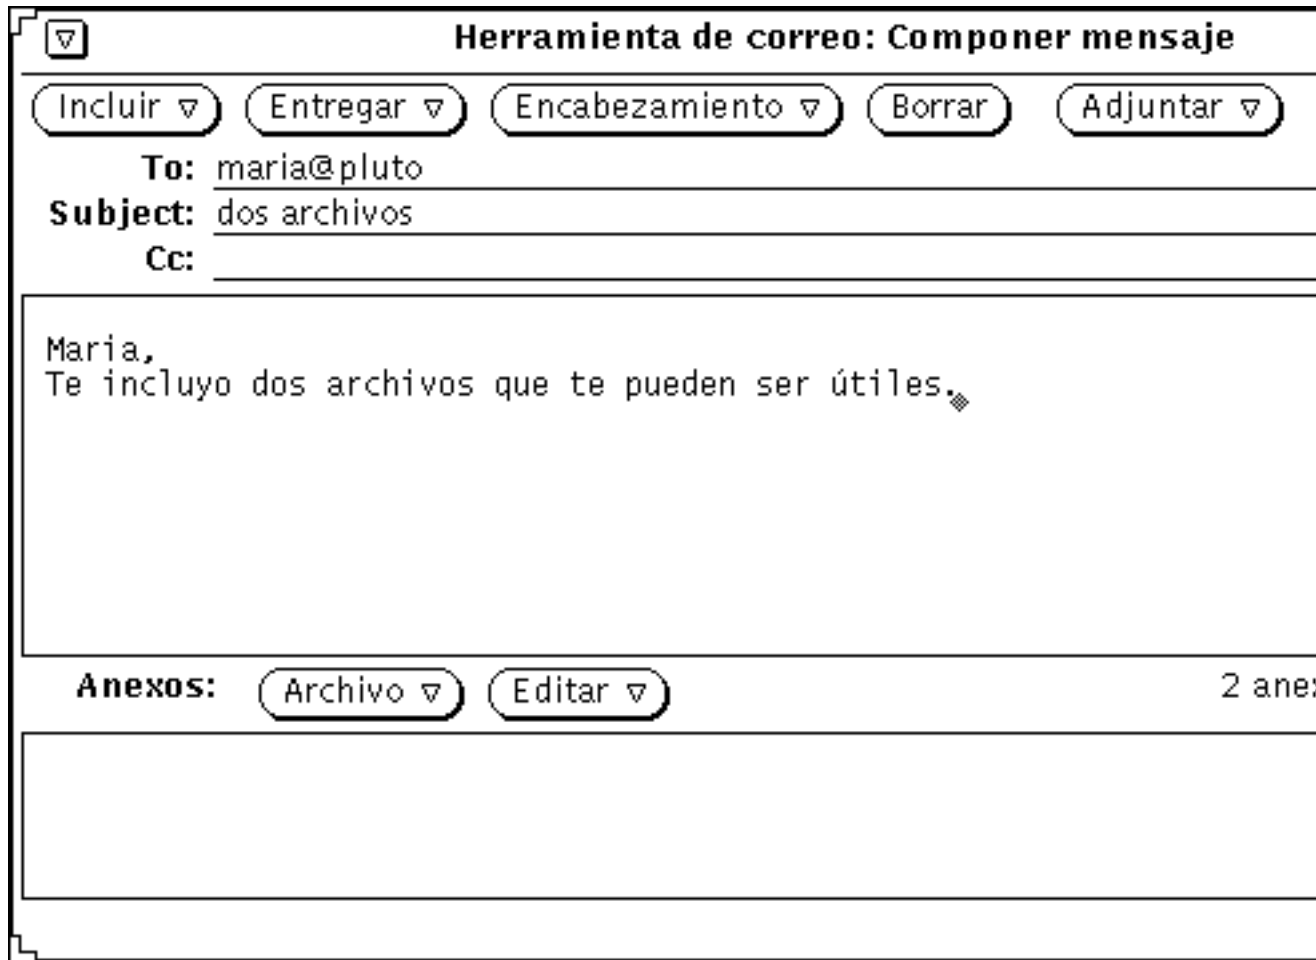 Herramienta de correo: Componer mensaje
Incluir Entregar Encabezamiento Borrar Adjuntar
To: maria@pluto
Subject: dos archivos
Cc:
Maria,
Te incluyo dos archivos que te pueden ser útiles.
Anexos: Archivo Editar 2